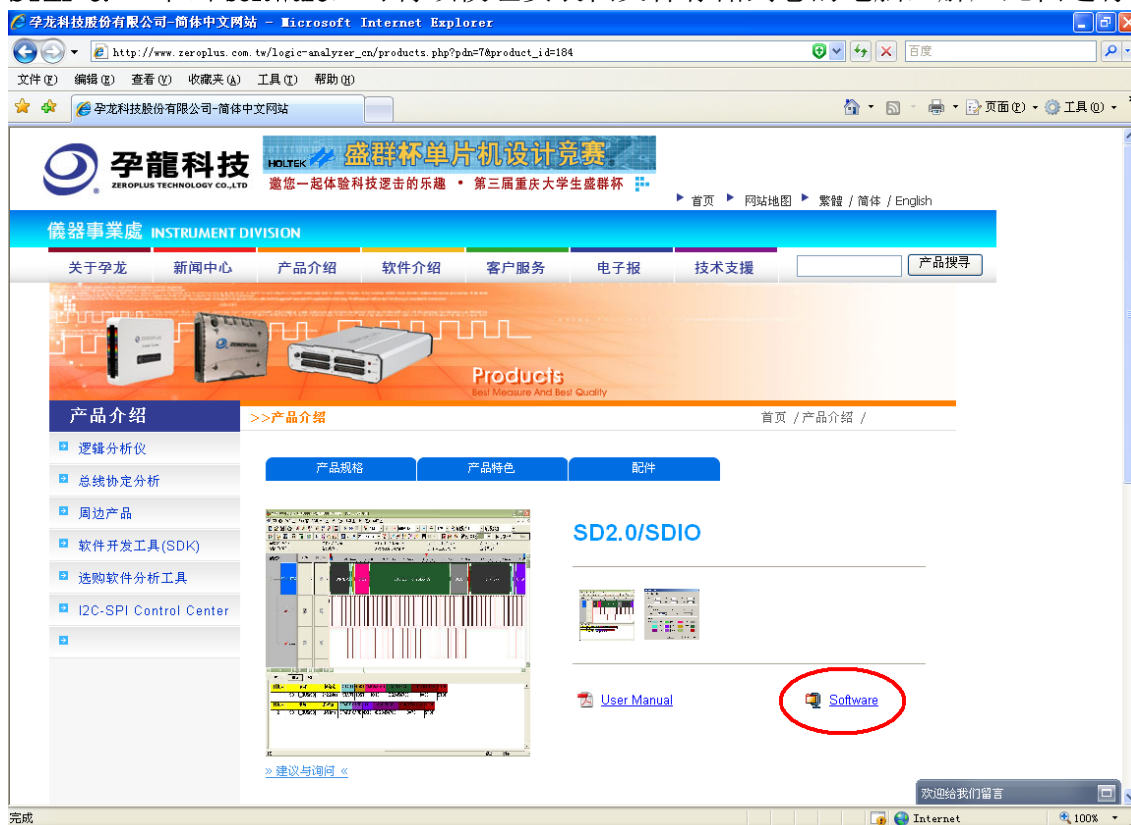 孕龙科技股份有限公司-简体中文网站 - Microsoft Internet Explorer
http://www.zeroplus.com.tw/logic-analyzer_cn/products.php?pdn=7&product_id=184
百度
文件(F) 编辑(E) 查看(V) 收藏夹(A) 工具(T) 帮助(H)
孕龙科技股份有限公司-简体中文网站
页面(P) 工具(O)
孕龍科技
ZEROPLUS TECHNOLOGY CO.,LTD
HOLTEK 盛群杯单片机设计竞赛
邀您一起体验科技逻击的乐趣 • 第三届重庆大学生盛群杯
首页 网站地图 繁體 / 简体 / English
儀器事業處 INSTRUMENT DIVISION
关于孕龙 新闻中心 产品介绍 软件介绍 客户服务 电子报 技术支援 产品搜寻
Products
Best Measure And Best Quality
产品介绍
>>产品介绍
首页 / 产品介绍 /
逻辑分析仪
总线协定分析
周边产品
软件开发工具(SDK)
选购软件分析工具
I2C-SPI Control Center
产品规格 产品特色 配件
SD2.0/SDIO
User Manual
Software
» 建议与询问 «
欢迎给我们留言
完成
Internet
100%